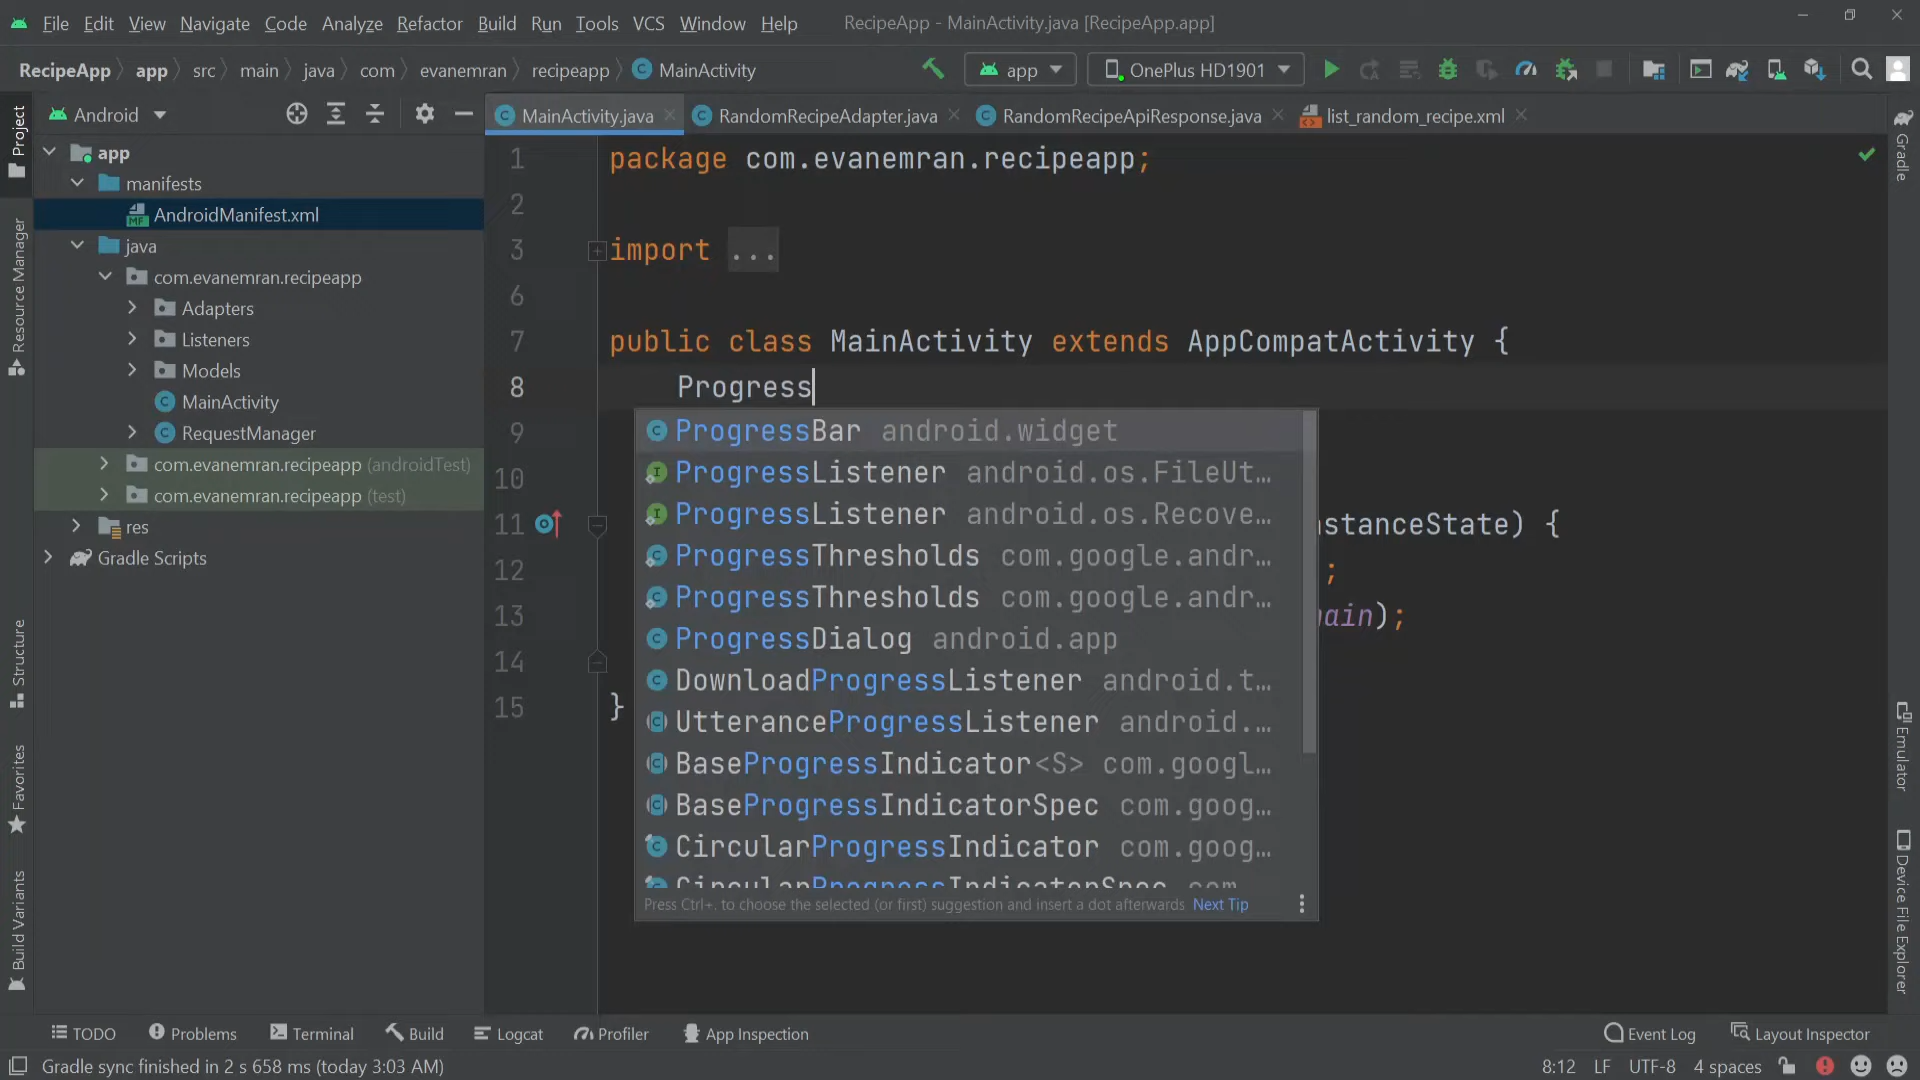 File Edit View Navigate Code Analyze Refactor Build Run Tools VCS Window Help RecipeApp - MainActivity.java [RecipeApp.app]
RecipeApp app src main java com evanemran recipeapp MainActivity app OnePlus HD1901
Android MainActivity.java RandomRecipeAdapter.java RandomRecipeApiResponse.java list_random_recipe.xml
Project
Resource Manager
Structure
Favorites
Build Variants
app
manifests
AndroidManifest.xml
java
com.evanemran.recipeapp
Adapters
Listeners
Models
MainActivity
RequestManager
com.evanemran.recipeapp (androidTest)
com.evanemran.recipeapp (test)
res
Gradle Scripts
1 package com.evanemran.recipeapp;
2
3 import ...
6
7 public class MainActivity extends AppCompatActivity {
8 Progress
9
10
11 stanceState) {
12 ;
13 ain);
14
15 }
ProgressBar android.widget
ProgressListener android.os.FileUt…
ProgressListener android.os.Recove…
ProgressThresholds com.google.andr…
ProgressThresholds com.google.andr…
ProgressDialog android.app
DownloadProgressListener android.t…
UtteranceProgressListener android.…
BaseProgressIndicator<S> com.googl…
BaseProgressIndicatorSpec com.goog…
CircularProgressIndicator com.goog…
CircularProgressIndicatorSpec com
Press Ctrl+. to choose the selected (or first) suggestion and insert a dot afterwards Next Tip
Gradle
Emulator
Device File Explorer
TODO Problems Terminal Build Logcat Profiler App Inspection Event Log Layout Inspector
Gradle sync finished in 2 s 658 ms (today 3:03 AM) 8:12 LF UTF-8 4 spaces